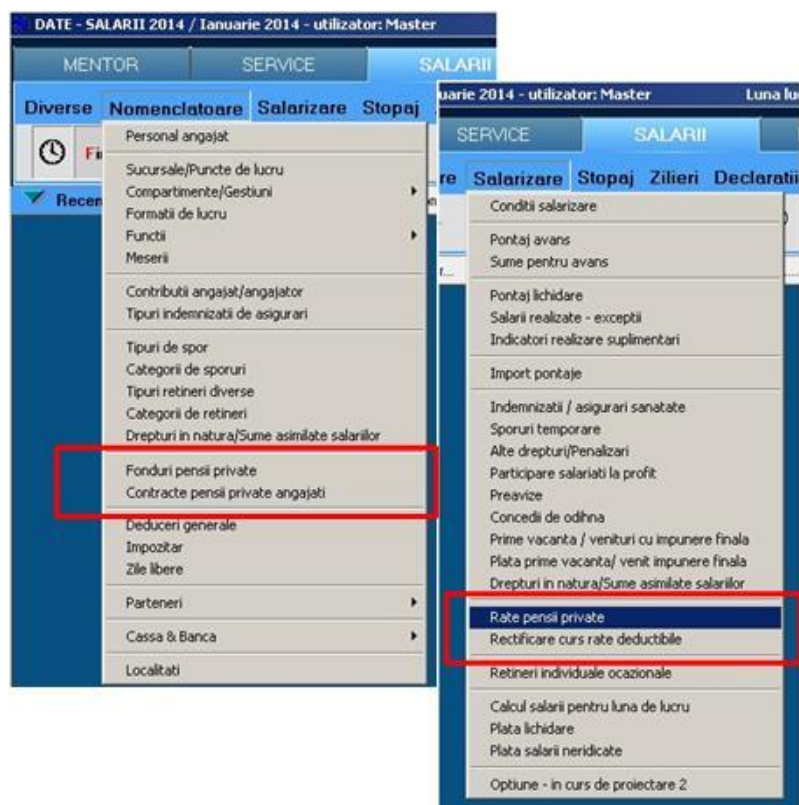 DATE - SALARII 2014 / Ianuarie 2014 - utilizator: Master
MENTOR SERVICE SALARII
Diverse Nomenclatoare Salarizare Stopaj
Personal angajat
Sucursale/Puncte de lucru
Compartimente/Gestiuni
Formatii de lucru
Functii
Meserii
Contributii angajat/angajator
Tipuri indemnizatii de asigurari
Tipuri de spor
Categorii de sporuri
Tipuri retineri diverse
Categorii de retineri
Drepturi in natura/Sume asimilate salariilor
Fonduri pensii private
Contracte pensii private angajati
Deduceri generale
Impozitar
Zile libere
Parteneri
Cassa & Banca
Localitati
uarie 2014 - utilizator: Master Luna lu
SERVICE SALARII
re Salarizare Stopaj Zilieri Declaratii
Conditii salarizare
Pontaj avans
Sume pentru avans
Pontaj lichidare
Salarii realizate - exceptii
Indicatori realizare suplimentari
Import pontaje
Indemnizatii / asigurari sanatate
Sporuri temporare
Alte drepturi/Penalizari
Participare salariati la profit
Preavize
Concedii de odihna
Prime vacanta / venituri cu impunere finala
Plata prime vacanta/ venit impunere finala
Drepturi in natura/Sume asimilate salariilor
Rate pensii private
Rectificare curs rate deductibile
Retineri individuale ocazionale
Calcul salarii pentru luna de lucru
Plata lichidare
Plata salarii neridicate
Optiune - in curs de proiectare 2